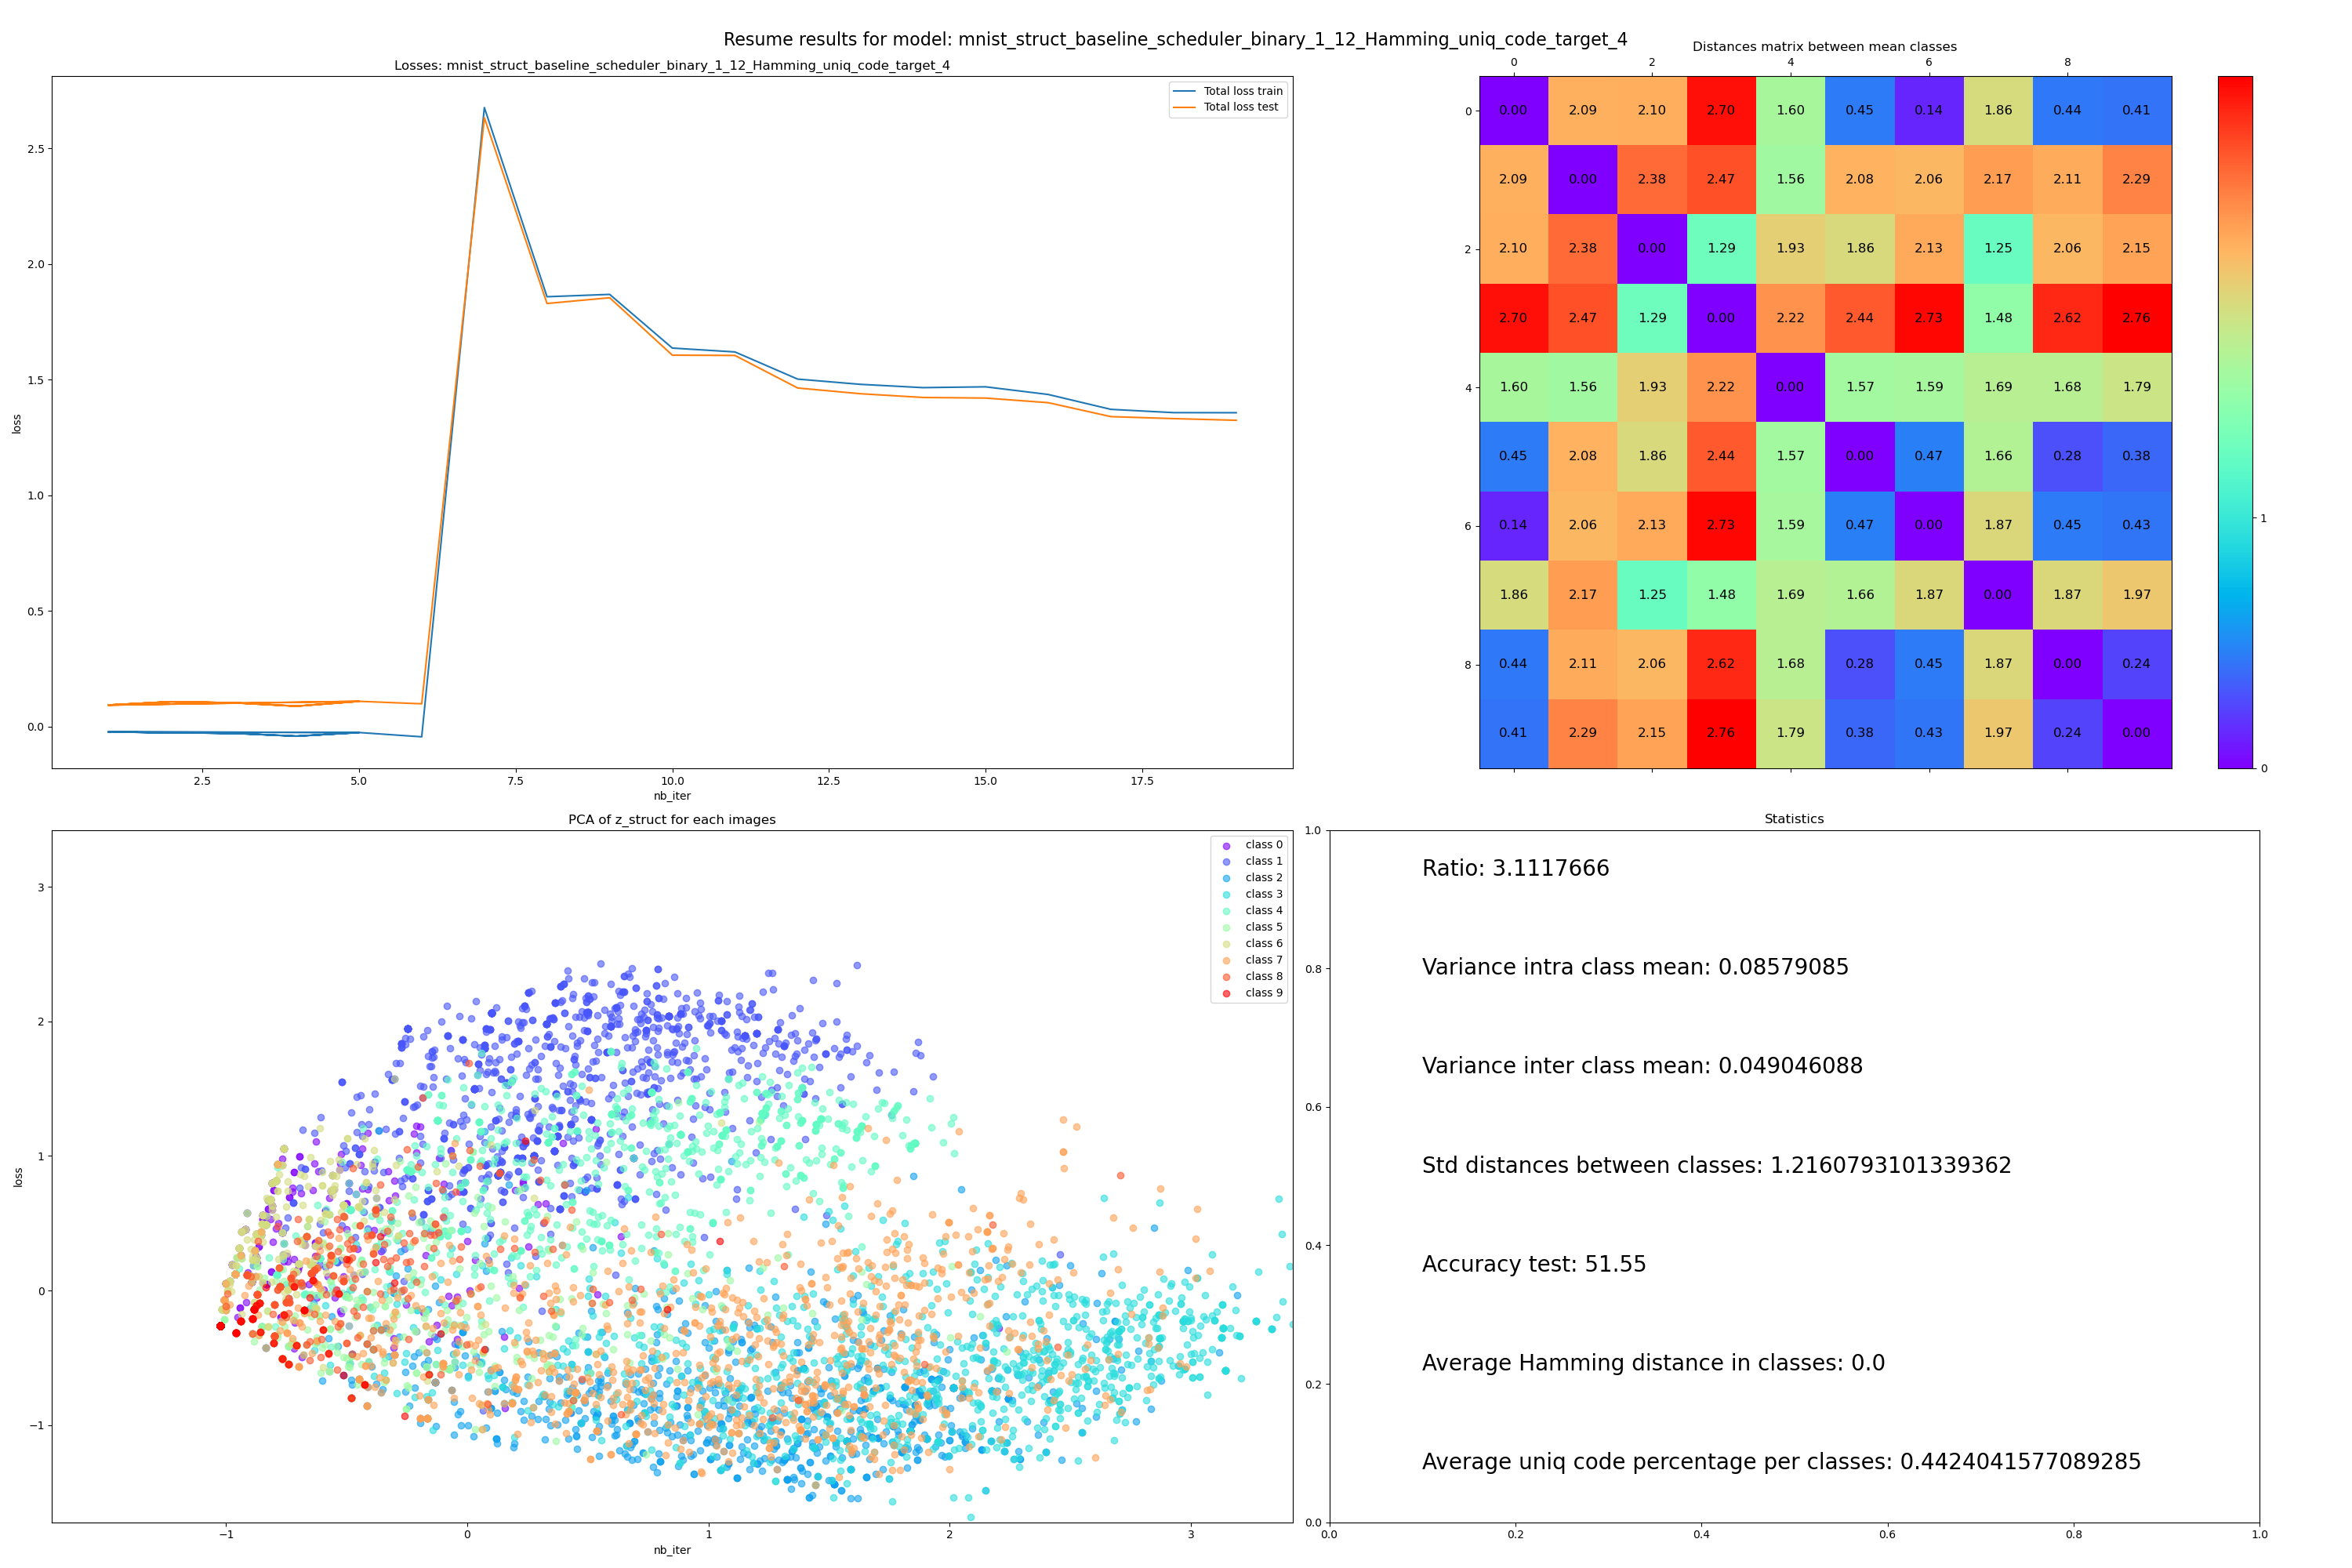 Resume results for model: mnist_struct_baseline_scheduler_binary_1_12_Hamming_uniq_code_target_4
Losses: mnist_struct_baseline_scheduler_binary_1_12_Hamming_uniq_code_target_4
Total loss train
Total loss test
2.5
2.0
1.5
1.0
0.5
0.0
loss
2.5 5.0 7.5 10.0 12.5 15.0 17.5
nb_iter
Distances matrix between mean classes
0 2 4 6 8
0 0.00 2.09 2.10 2.70 1.60 0.45 0.14 1.86 0.44 0.41
2.09 0.00 2.38 2.47 1.56 2.08 2.06 2.17 2.11 2.29
2 2.10 2.38 0.00 1.29 1.93 1.86 2.13 1.25 2.06 2.15
2.70 2.47 1.29 0.00 2.22 2.44 2.73 1.48 2.62 2.76
4 1.60 1.56 1.93 2.22 0.00 1.57 1.59 1.69 1.68 1.79
0.45 2.08 1.86 2.44 1.57 0.00 0.47 1.66 0.28 0.38
6 0.14 2.06 2.13 2.73 1.59 0.47 0.00 1.87 0.45 0.43
1.86 2.17 1.25 1.48 1.69 1.66 1.87 0.00 1.87 1.97
8 0.44 2.11 2.06 2.62 1.68 0.28 0.45 1.87 0.00 0.24
0.41 2.29 2.15 2.76 1.79 0.38 0.43 1.97 0.24 0.00
1
0
PCA of z_struct for each images
class 0
class 1
class 2
class 3
class 4
class 5
class 6
class 7
class 8
class 9
3
2
1
0
−1
loss
−1 0 1 2 3
nb_iter
Statistics
1.0
0.8
0.6
0.4
0.2
0.0
Ratio: 3.1117666
Variance intra class mean: 0.08579085
Variance inter class mean: 0.049046088
Std distances between classes: 1.2160793101339362
Accuracy test: 51.55
Average Hamming distance in classes: 0.0
Average uniq code percentage per classes: 0.4424041577089285
0.0 0.2 0.4 0.6 0.8 1.0